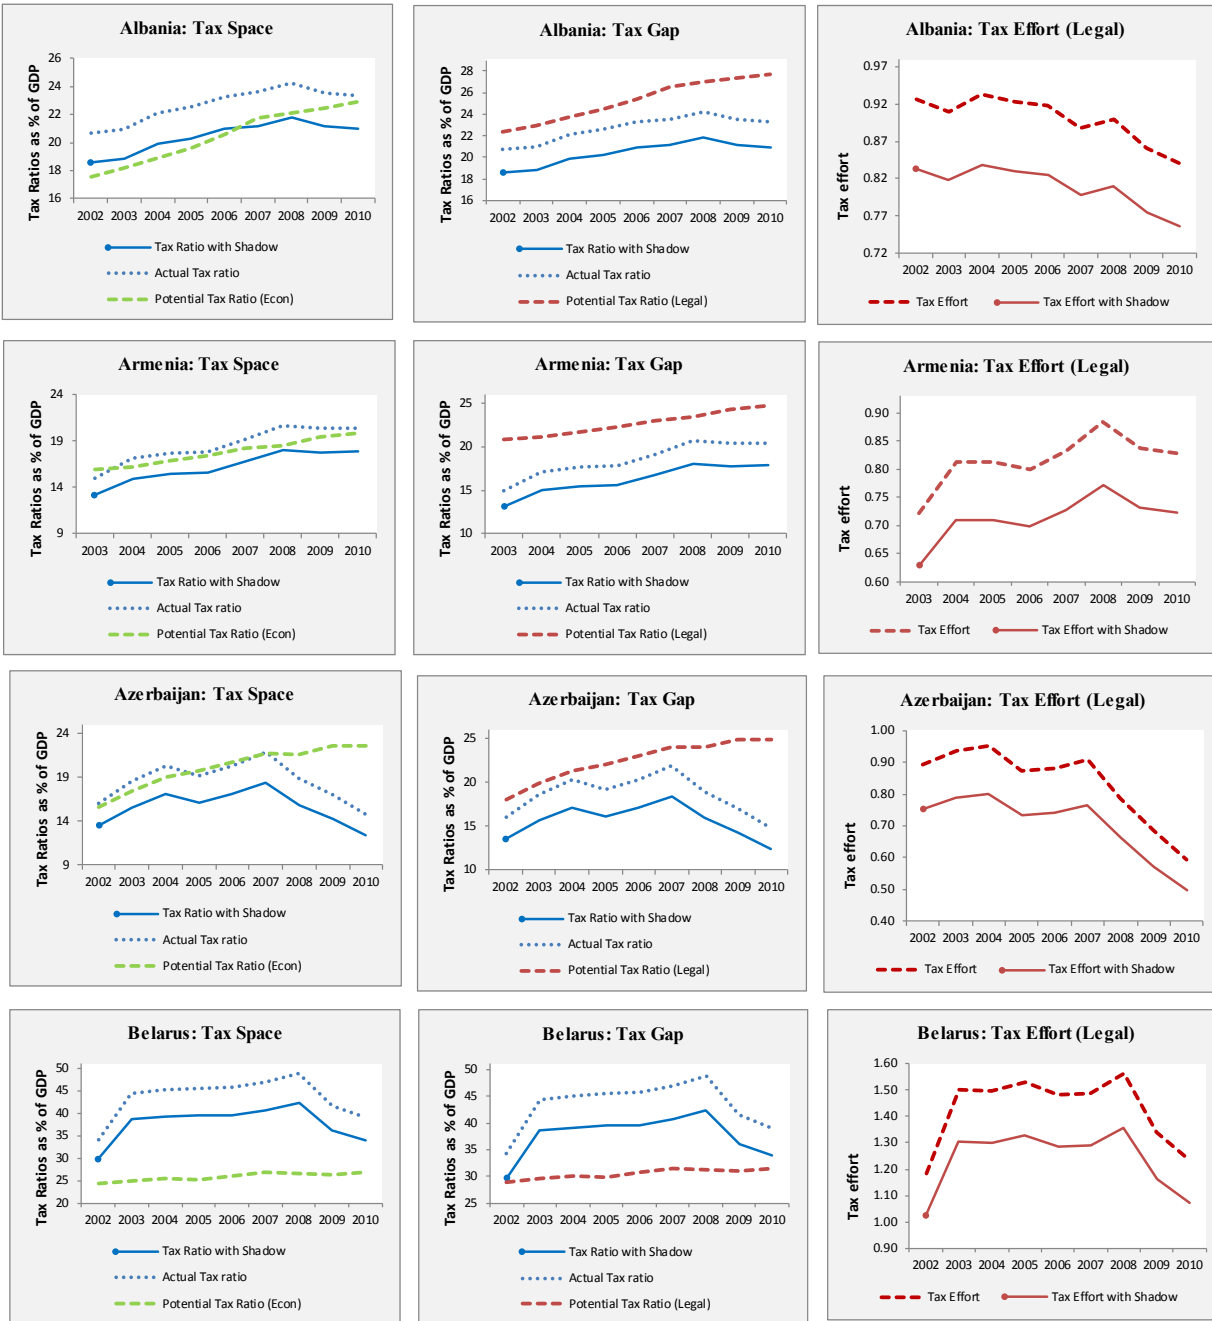 Albania: Tax Space
Tax Ratios as % of GDP
26
24
22
20
18
16
2002 2003 2004 2005 2006 2007 2008 2009 2010
Tax Ratio with Shadow
Actual Tax ratio
Potential Tax Ratio (Econ)
Albania: Tax Gap
Tax Ratios as % of GDP
28
26
24
22
20
18
16
2002 2003 2004 2005 2006 2007 2008 2009 2010
Tax Ratio with Shadow
Actual Tax ratio
Potential Tax Ratio (Legal)
Albania: Tax Effort (Legal)
Tax effort
0.97
0.92
0.87
0.82
0.77
0.72
2002 2003 2004 2005 2006 2007 2008 2009 2010
Tax Effort Tax Effort with Shadow
Armenia: Tax Space
Tax Ratios as % of GDP
24
19
14
9
2003 2004 2005 2006 2007 2008 2009 2010
Tax Ratio with Shadow
Actual Tax ratio
Potential Tax Ratio (Econ)
Armenia: Tax Gap
Tax Ratios as % of GDP
25
20
15
10
2003 2004 2005 2006 2007 2008 2009 2010
Tax Ratio with Shadow
Actual Tax ratio
Potential Tax Ratio (Legal)
Armenia: Tax Effort (Legal)
Tax effort
0.90
0.85
0.80
0.75
0.70
0.65
0.60
2003 2004 2005 2006 2007 2008 2009 2010
Tax Effort Tax Effort with Shadow
Azerbaijan: Tax Space
Tax Ratios as % of GDP
24
19
14
9
2002 2003 2004 2005 2006 2007 2008 2009 2010
Tax Ratio with Shadow
Actual Tax ratio
Potential Tax Ratio (Econ)
Azerbaijan: Tax Gap
Tax Ratios as % of GDP
25
20
15
10
2002 2003 2004 2005 2006 2007 2008 2009 2010
Tax Ratio with Shadow
Actual Tax ratio
Potential Tax Ratio (Legal)
Azerbaijan: Tax Effort (Legal)
Tax effort
1.00
0.90
0.80
0.70
0.60
0.50
0.40
2002 2003 2004 2005 2006 2007 2008 2009 2010
Tax Effort Tax Effort with Shadow
Belarus: Tax Space
Tax Ratios as % of GDP
50
45
40
35
30
25
20
2002 2003 2004 2005 2006 2007 2008 2009 2010
Tax Ratio with Shadow
Actual Tax ratio
Potential Tax Ratio (Econ)
Belarus: Tax Gap
Tax Ratios as % of GDP
50
45
40
35
30
25
2002 2003 2004 2005 2006 2007 2008 2009 2010
Tax Ratio with Shadow
Actual Tax ratio
Potential Tax Ratio (Legal)
Belarus: Tax Effort (Legal)
Tax effort
1.60
1.50
1.40
1.30
1.20
1.10
1.00
0.90
2002 2003 2004 2005 2006 2007 2008 2009 2010
Tax Effort Tax Effort with Shadow